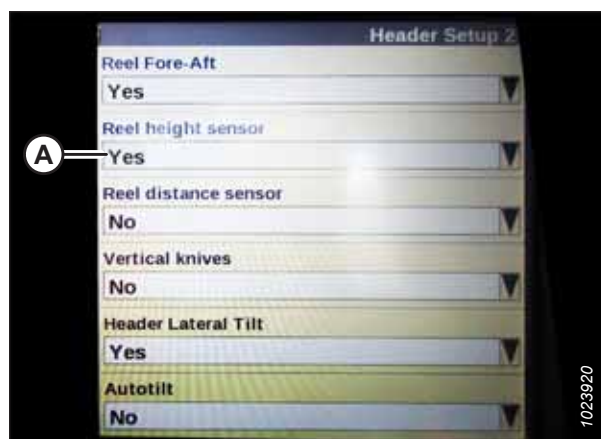 Header Setup 2
Reel Fore-Aft
Yes
Reel height sensor
A
Yes
Reel distance sensor
No
Vertical knives
No
Header Lateral Tilt
Yes
Autotilt
No
1023920